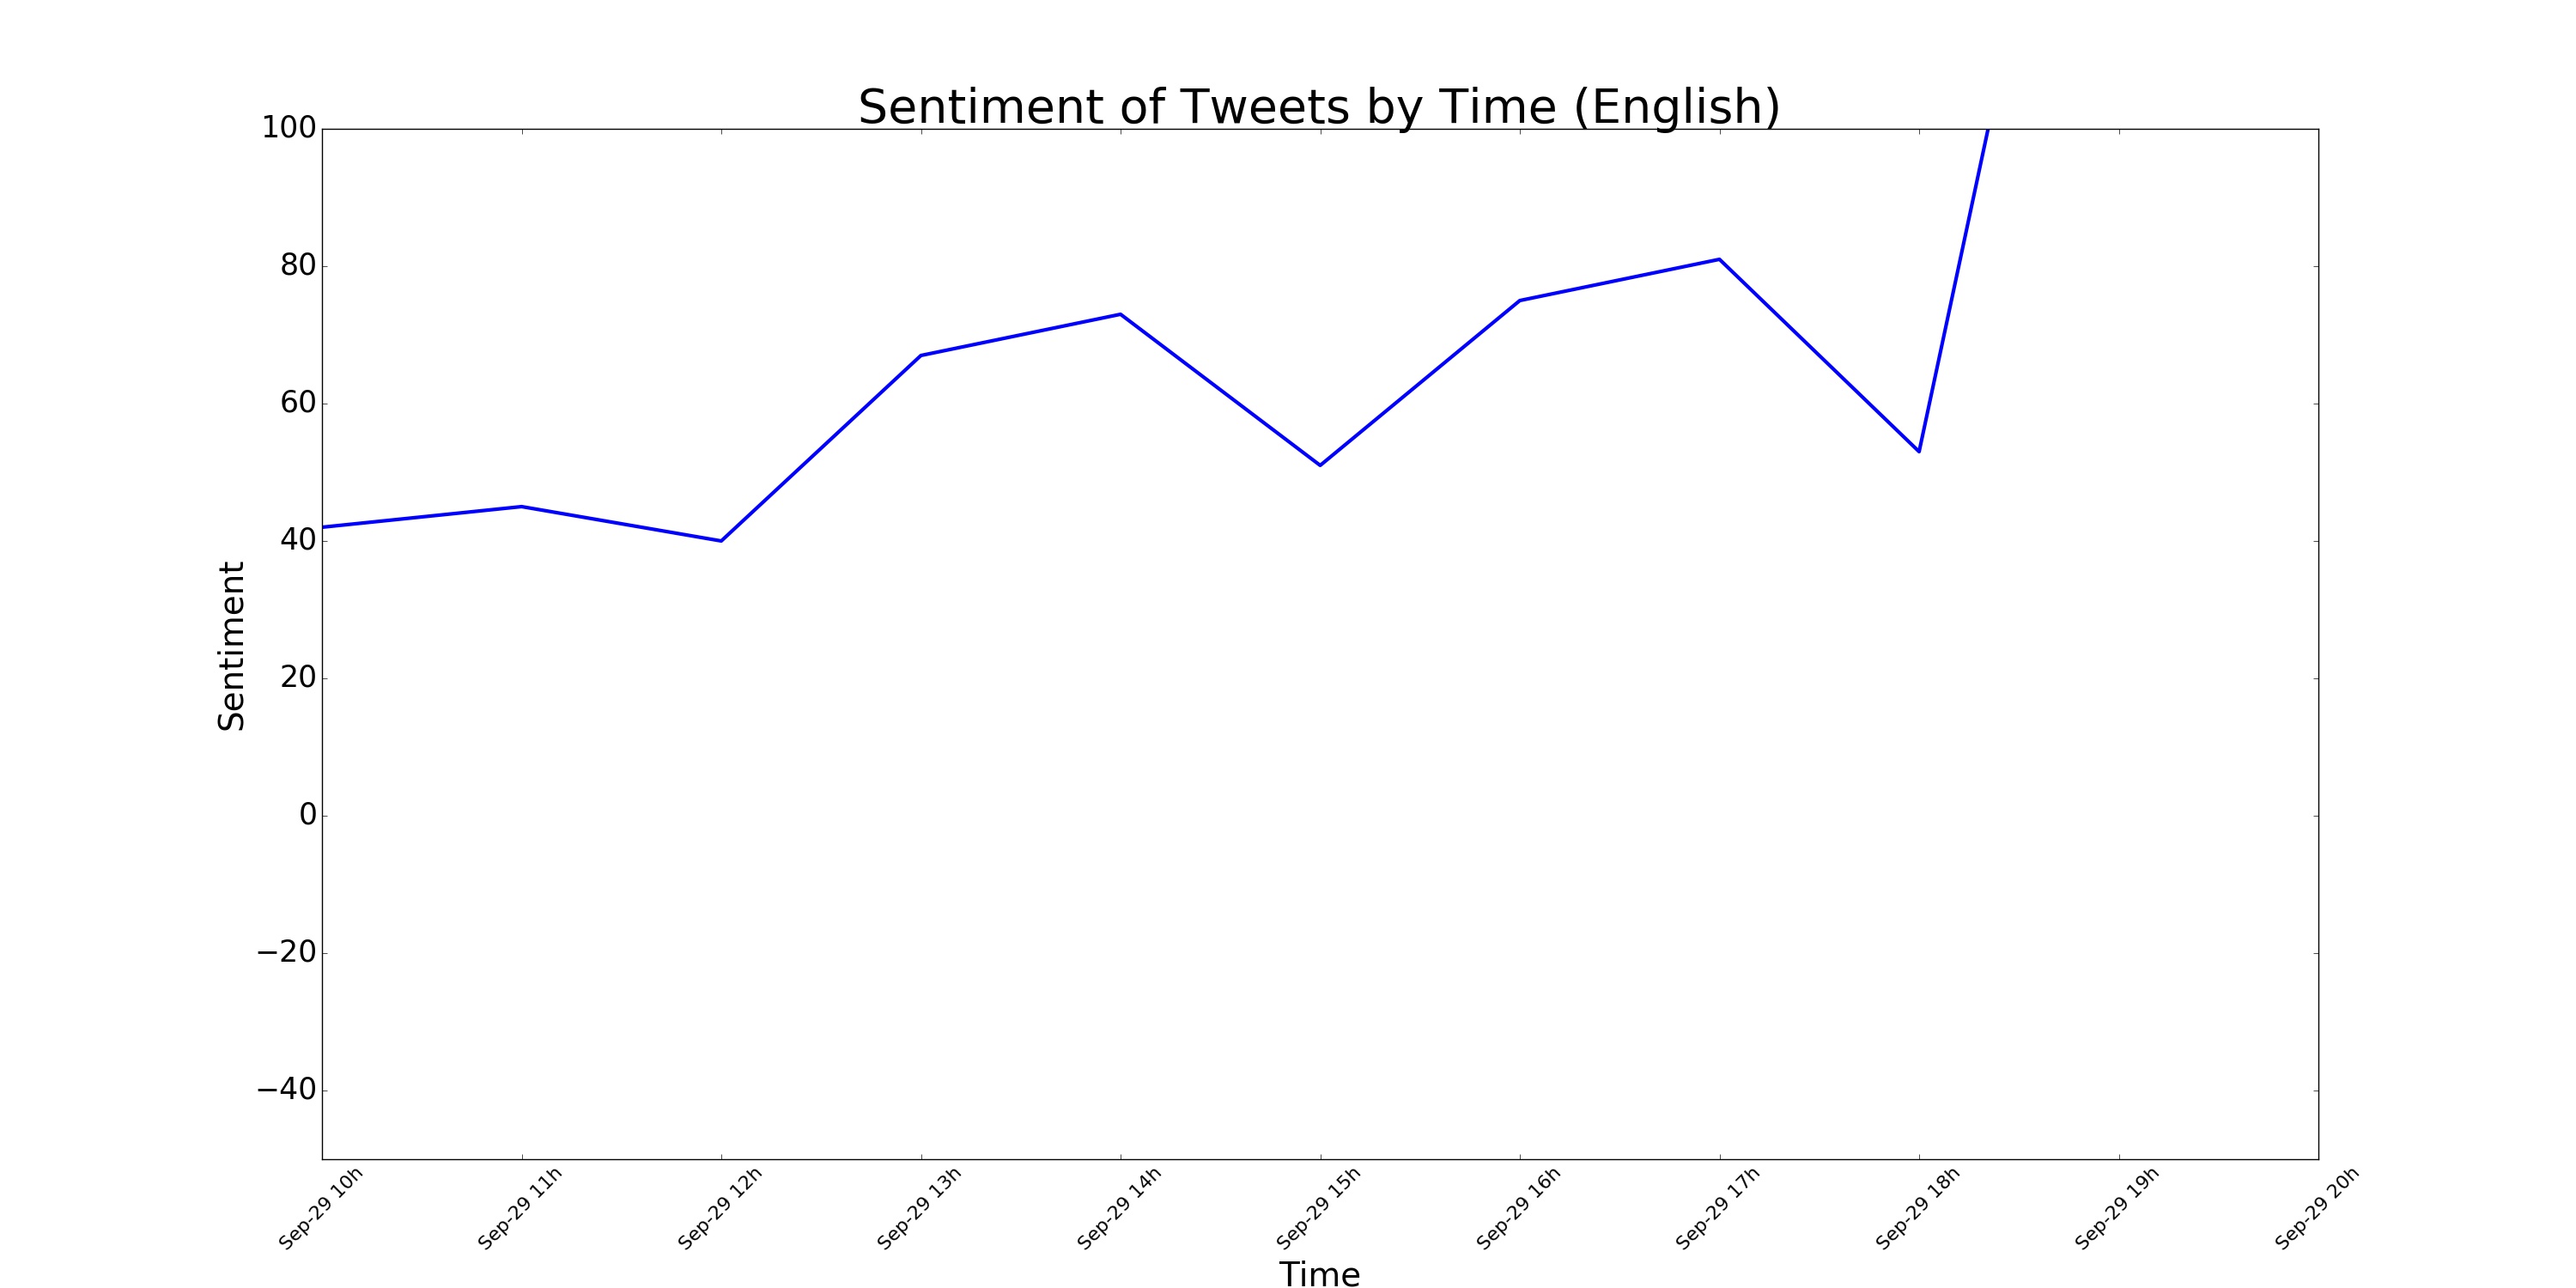 Sentiment of Tweets by Time (English)
100
80
60
40
20
0
−20
−40
Sentiment
Sep-29 10h
Sep-29 11h
Sep-29 12h
Sep-29 13h
Sep-29 14h
Sep-29 15h
Sep-29 16h
Sep-29 17h
Sep-29 18h
Sep-29 19h
Sep-29 20h
Time